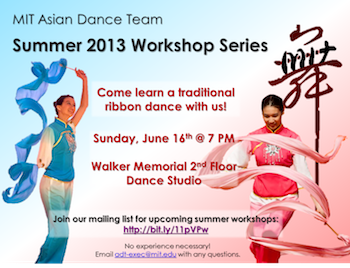 MIT Asian Dance Team
Summer 2013 Workshop Series
舞
Come learn a traditional
ribbon dance with us!
Sunday, June 16th @ 7 PM
Walker Memorial 2nd Floor
Dance Studio
Join our mailing list for upcoming summer workshops:
http://bit.ly/11pVPw
No experience necessary!
Email adt-exec@mit.edu with any questions.